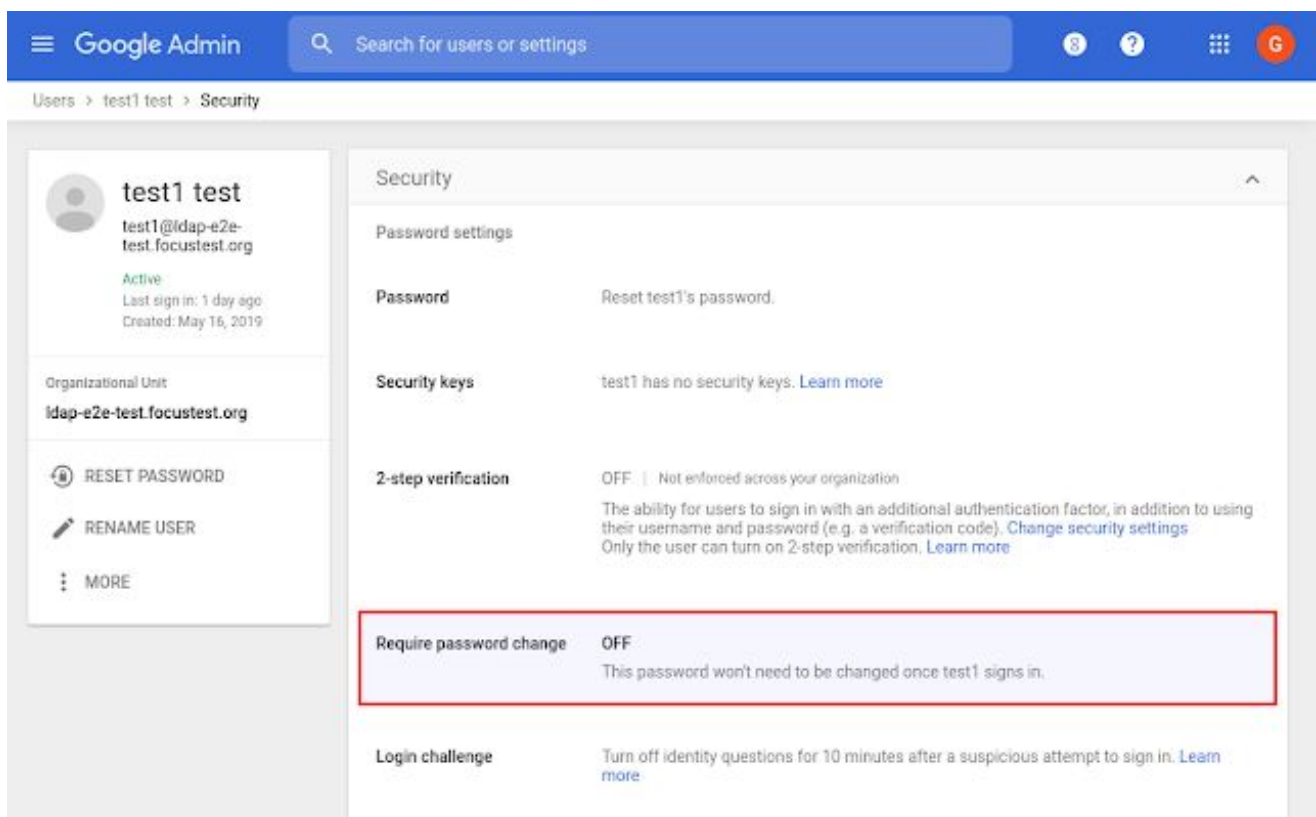 Google Admin
Search for users or settings
8
?
G
Users > test1 test > Security
test1 test
test1@ldap-e2e-
test.focustest.org
Active
Last sign in: 1 day ago
Created: May 16, 2019
Organizational Unit
ldap-e2e-test.focustest.org
RESET PASSWORD
RENAME USER
MORE
Security
Password settings
Password
Reset test1's password.
Security keys
test1 has no security keys. Learn more
2-step verification
OFF | Not enforced across your organization
The ability for users to sign in with an additional authentication factor, in addition to using
their username and password (e.g. a verification code). Change security settings
Only the user can turn on 2-step verification. Learn more
Require password change
OFF
This password won't need to be changed once test1 signs in.
Login challenge
Turn off identity questions for 10 minutes after a suspicious attempt to sign in. Learn
more